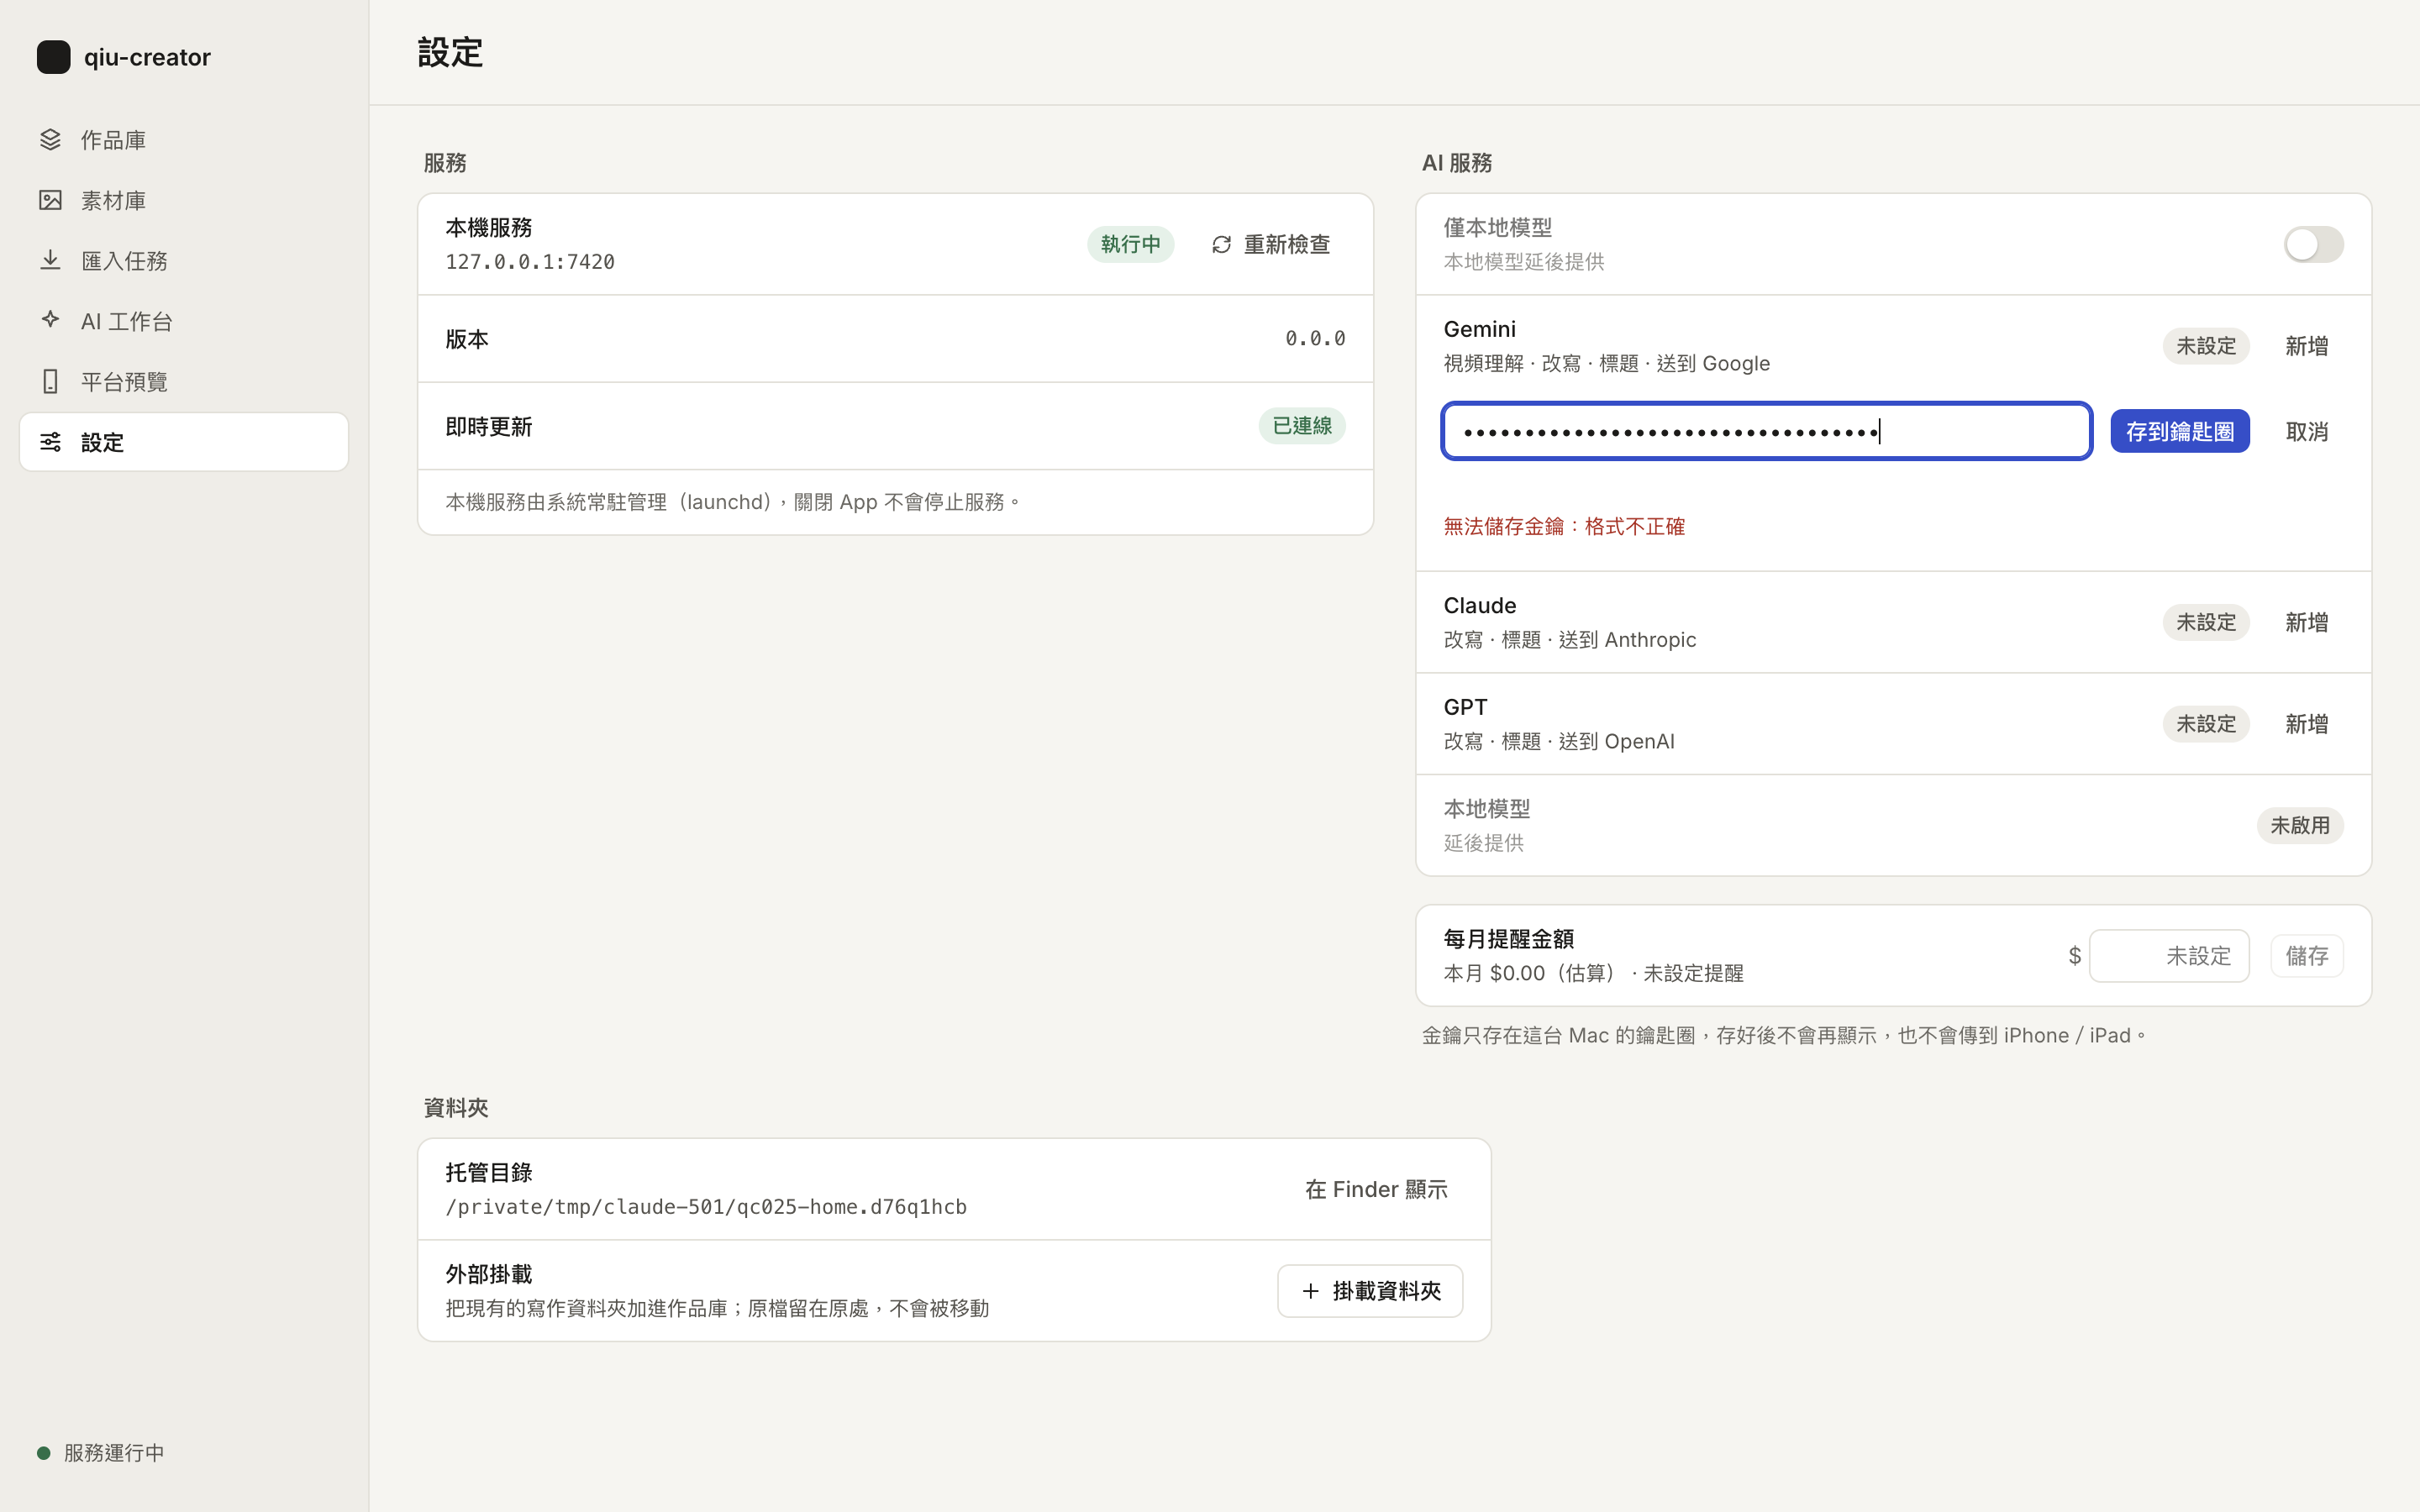 qiu-creator
作品庫
素材庫
匯入任務
AI 工作台
平台預覽
設定
服務運行中
設定
服務
本機服務
127.0.0.1:7420
執行中
重新檢查
版本
0.0.0
即時更新
已連線
本機服務由系統常駐管理（launchd），關閉 App 不會停止服務。
AI 服務
僅本地模型
本地模型延後提供
Gemini
視頻理解 · 改寫 · 標題 · 送到 Google
未設定
新增
存到鑰匙圈
取消
無法儲存金鑰：格式不正確
Claude
改寫 · 標題 · 送到 Anthropic
未設定
新增
GPT
改寫 · 標題 · 送到 OpenAI
未設定
新增
本地模型
延後提供
未啟用
每月提醒金額
本月 $0.00（估算） · 未設定提醒
$ 未設定
儲存
金鑰只存在這台 Mac 的鑰匙圈，存好後不會再顯示，也不會傳到 iPhone / iPad。
資料夾
托管目錄
/private/tmp/claude-501/qc025-home.d76q1hcb
在 Finder 顯示
外部掛載
把現有的寫作資料夾加進作品庫；原檔留在原處，不會被移動
掛載資料夾